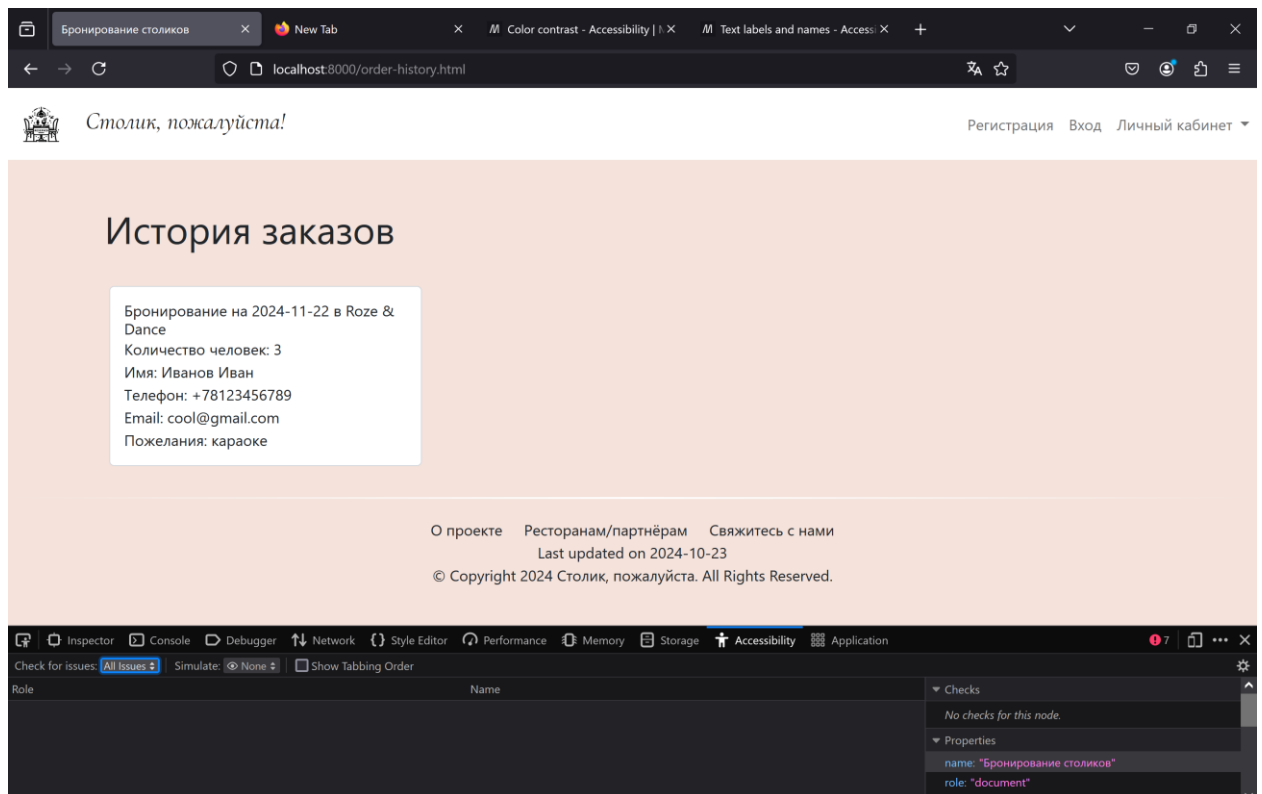 Бронирование столиков
New Tab
Color contrast - Accessibility |
Text labels and names - Access
localhost:8000/order-history.html
Столик, пожалуйста!
Регистрация Вход Личный кабинет
История заказов
Бронирование на 2024-11-22 в Roze &
Dance
Количество человек: 3
Имя: Иванов Иван
Телефон: +78123456789
Email: cool@gmail.com
Пожелания: караоке
О проекте Ресторанам/партнёрам Свяжитесь с нами
Last updated on 2024-10-23
© Copyright 2024 Столик, пожалуйста. All Rights Reserved.
Inspector Console Debugger Network Style Editor Performance Memory Storage Accessibility Application 7
Check for issues: All Issues Simulate: None Show Tabbing Order
Role Name
Checks
No checks for this node.
Properties
name: "Бронирование столиков"
role: "document"